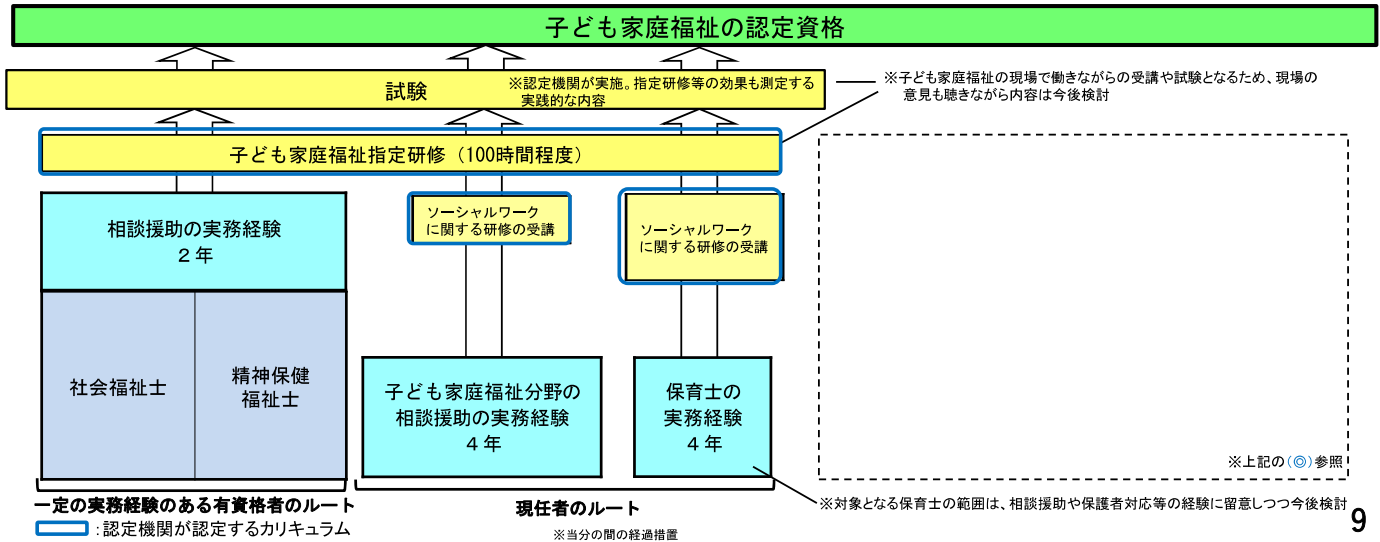 子ども家庭福祉の認定資格
試験
※認定機関が実施。指定研修等の効果も測定する
実践的な内容
※子ども家庭福祉の現場で働きながらの受講や試験となるため、現場の
意見も聴きながら内容は今後検討
子ども家庭福祉指定研修（100時間程度）
相談援助の実務経験
２年
ソーシャルワーク
に関する研修の受講
ソーシャルワーク
に関する研修の受講
社会福祉士
精神保健
福祉士
子ども家庭福祉分野の
相談援助の実務経験
４年
保育士の
実務経験
４年
※上記の(◎)参照
一定の実務経験のある有資格者のルート
現任者のルート
※対象となる保育士の範囲は、相談援助や保護者対応等の経験に留意しつつ今後検討
：認定機関が認定するカリキュラム
※当分の間の経過措置
9